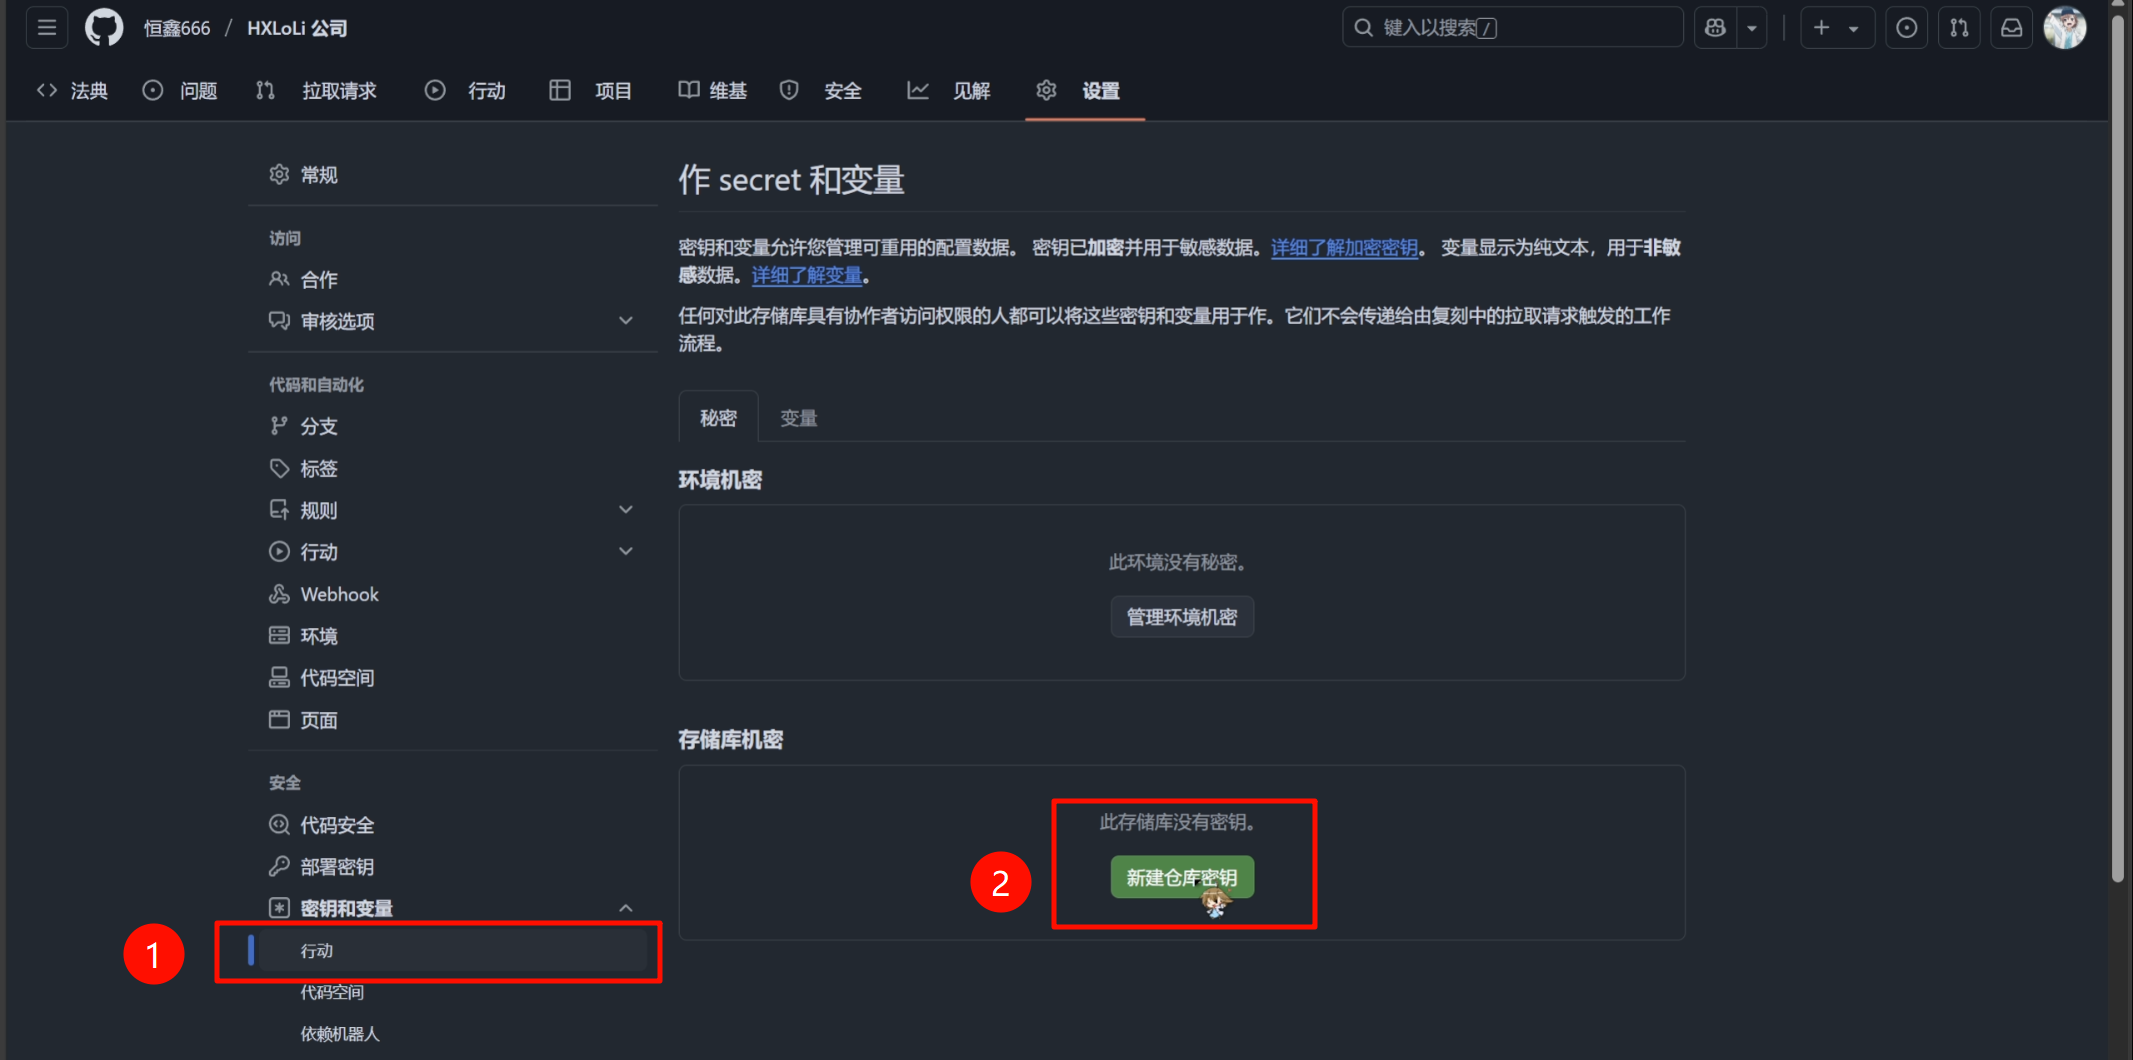 恒鑫666 / HXLoLi 公司
键入以搜索 /
法典 问题 拉取请求 行动 项目 维基 安全 见解 设置
常规
访问
合作
审核选项
代码和自动化
分支
标签
规则
行动
Webhook
环境
代码空间
页面
安全
代码安全
部署密钥
密钥和变量
1
行动
代码空间
依赖机器人
作 secret 和变量
密钥和变量允许您管理可重用的配置数据。 密钥已加密并用于敏感数据。详细了解加密密钥。 变量显示为纯文本，用于非敏
感数据。详细了解变量。
任何对此存储库具有协作者访问权限的人都可以将这些密钥和变量用于作。它们不会传递给由复刻中的拉取请求触发的工作
流程。
秘密 变量
环境机密
此环境没有秘密。
管理环境机密
存储库机密
此存储库没有密钥。
2
新建仓库密钥